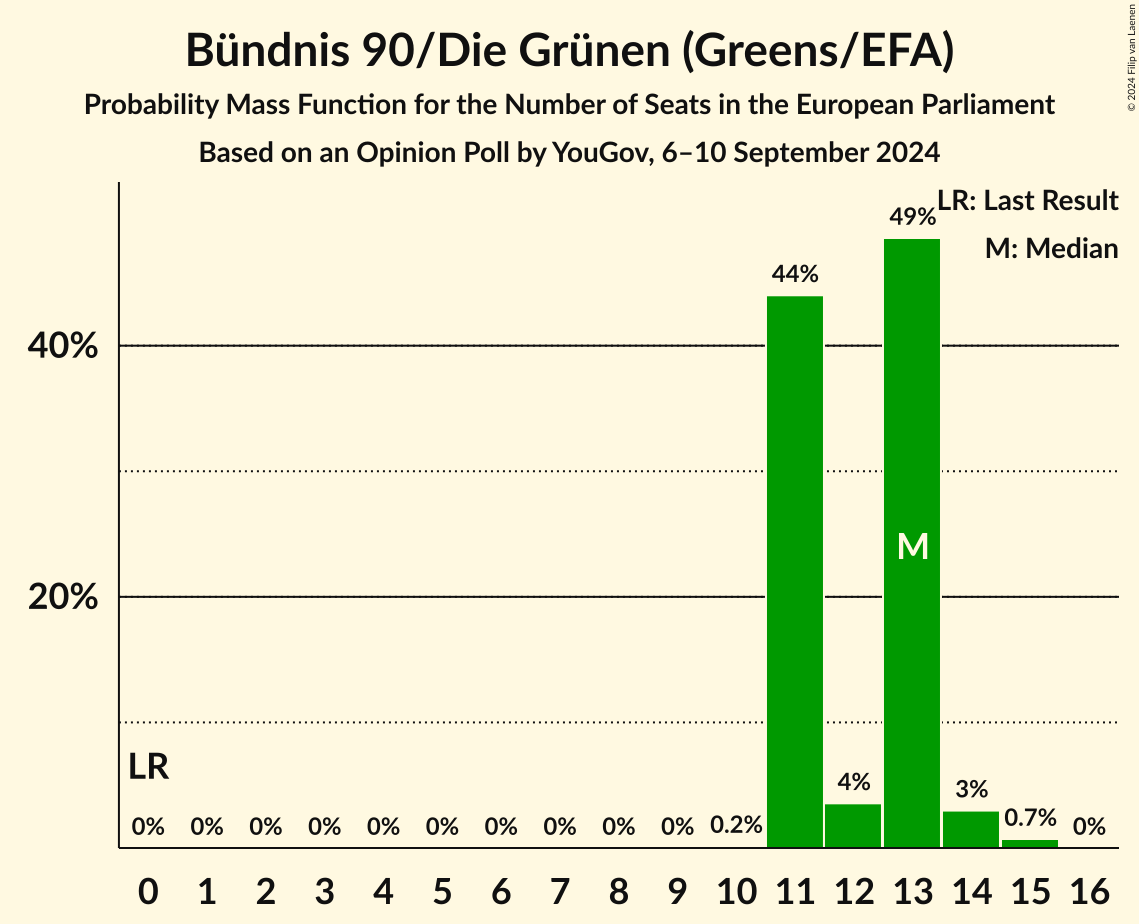 Bündnis 90/Die Grünen (Greens/EFA)
Probability Mass Function for the Number of Seats in the European Parliament
Based on an Opinion Poll by YouGov, 6–10 September 2024
© 2024 Filip van Laenen
LR: Last Result
M: Median
49%
44%
40%
M
20%
LR
4%
3%
0% 0% 0% 0% 0% 0% 0% 0% 0% 0% 0.2% 0.7% 0%
0 1 2 3 4 5 6 7 8 9 10 11 12 13 14 15 16